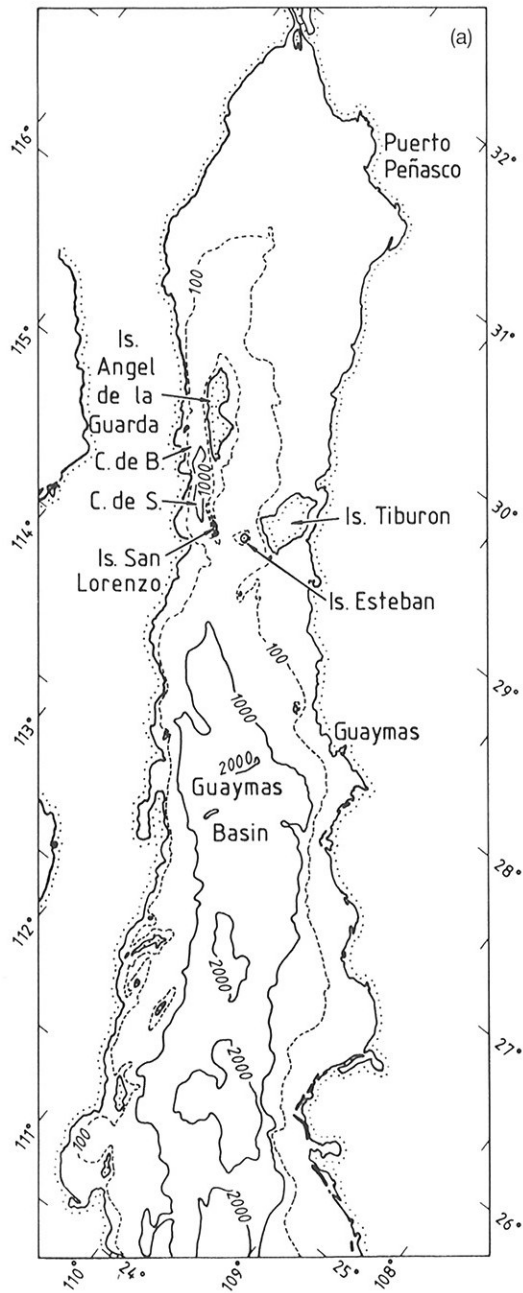 (a)
116°
32°
Puerto
Peñasco
100
115°
31°
Is.
Angel
de la
Guarda
C. de B.
1000
C. de S.
114°
30°
Is. Tiburon
Is. San
Lorenzo
Is. Esteban
100
29°
1000
113°
Guaymas
2000
Guaymas
Basin
28°
112°
2000
27°
2000
111°
100
2000
26°
110°
24°
109°
25°
108°